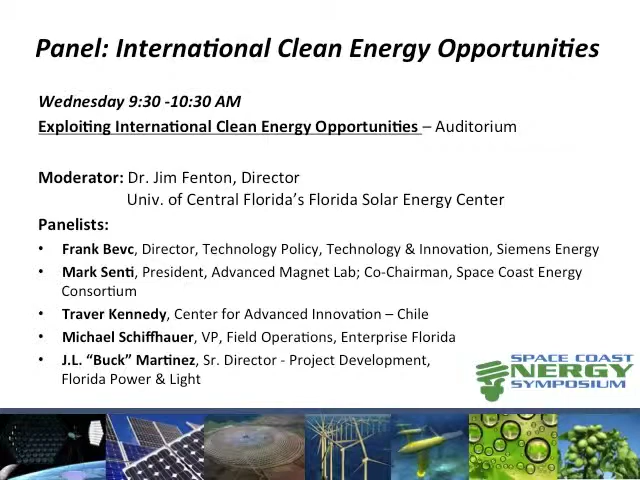 Panel: International Clean Energy Opportunities
Wednesday 9:30 -10:30 AM
Exploiting International Clean Energy Opportunities – Auditorium
Moderator: Dr. Jim Fenton, Director
Univ. of Central Florida’s Florida Solar Energy Center
Panelists:
• Frank Bevc, Director, Technology Policy, Technology & Innovation, Siemens Energy
• Mark Senti, President, Advanced Magnet Lab; Co-Chairman, Space Coast Energy
Consortium
• Traver Kennedy, Center for Advanced Innovation – Chile
• Michael Schiffhauer, VP, Field Operations, Enterprise Florida
• J.L. “Buck” Martinez, Sr. Director - Project Development,
Florida Power & Light
SPACE COAST
NERGY
SYMPOSIUM